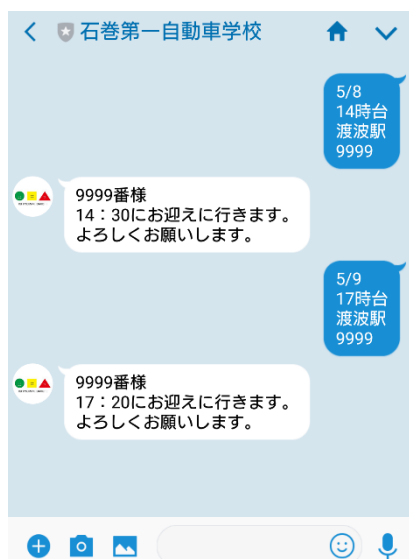 石巻第一自動車学校
5/8
14時台
渡波駅
9999
9999番様
14：30にお迎えに行きます。
よろしくお願いします。
5/9
17時台
渡波駅
9999
9999番様
17：20にお迎えに行きます。
よろしくお願いします。